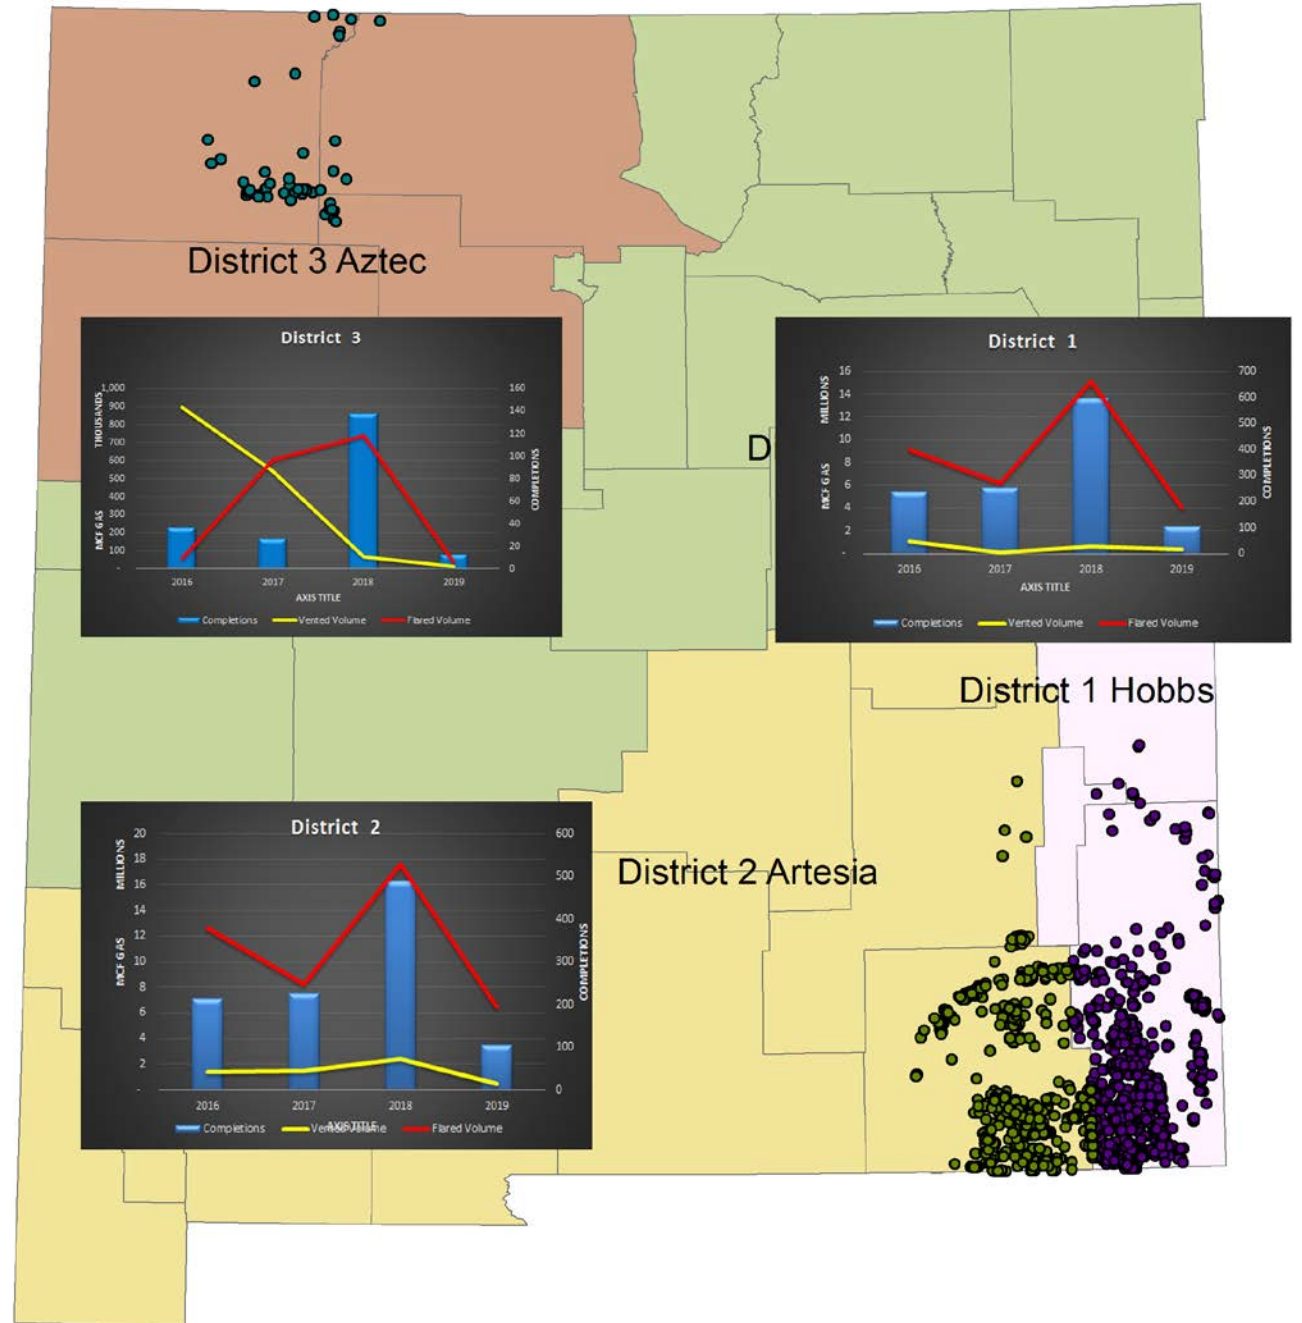 District 3 Aztec
District 3
THOUSANDS
MCF GAS
1,000
900
800
700
600
500
400
300
200
100
-
160
140
120
100
80
60
40
20
0
COMPLETIONS
2016 2017 2018 2019
AXIS TITLE
Completions Vented Volume Flared Volume
D
District 1
MILLIONS
MCF GAS
16
14
12
10
8
6
4
2
-
700
600
500
400
300
200
100
0
COMPLETIONS
2016 2017 2018 2019
AXIS TITLE
Completions Vented Volume Flared Volume
District 1 Hobbs
District 2
MILLIONS
MCF GAS
20
18
16
14
12
10
8
6
4
2
-
600
500
400
300
200
100
0
COMPLETIONS
2016 2017 2018 2019
AXIS TITLE
Completions Vented Volume Flared Volume
District 2 Artesia